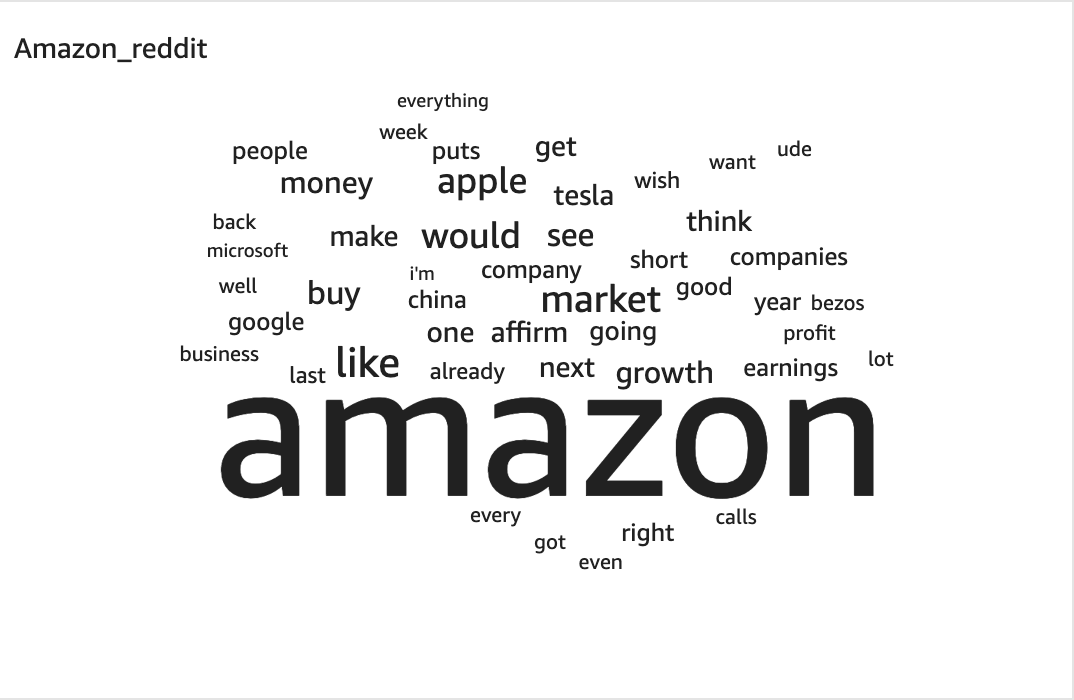 Amazon_reddit
everything
week
people puts get want ude
money apple tesla wish
back make would see think
microsoft i'm company short companies
well buy china market good year bezos
google one affirm going profit
business last like already next growth earnings lot
amazon
every right calls
got even